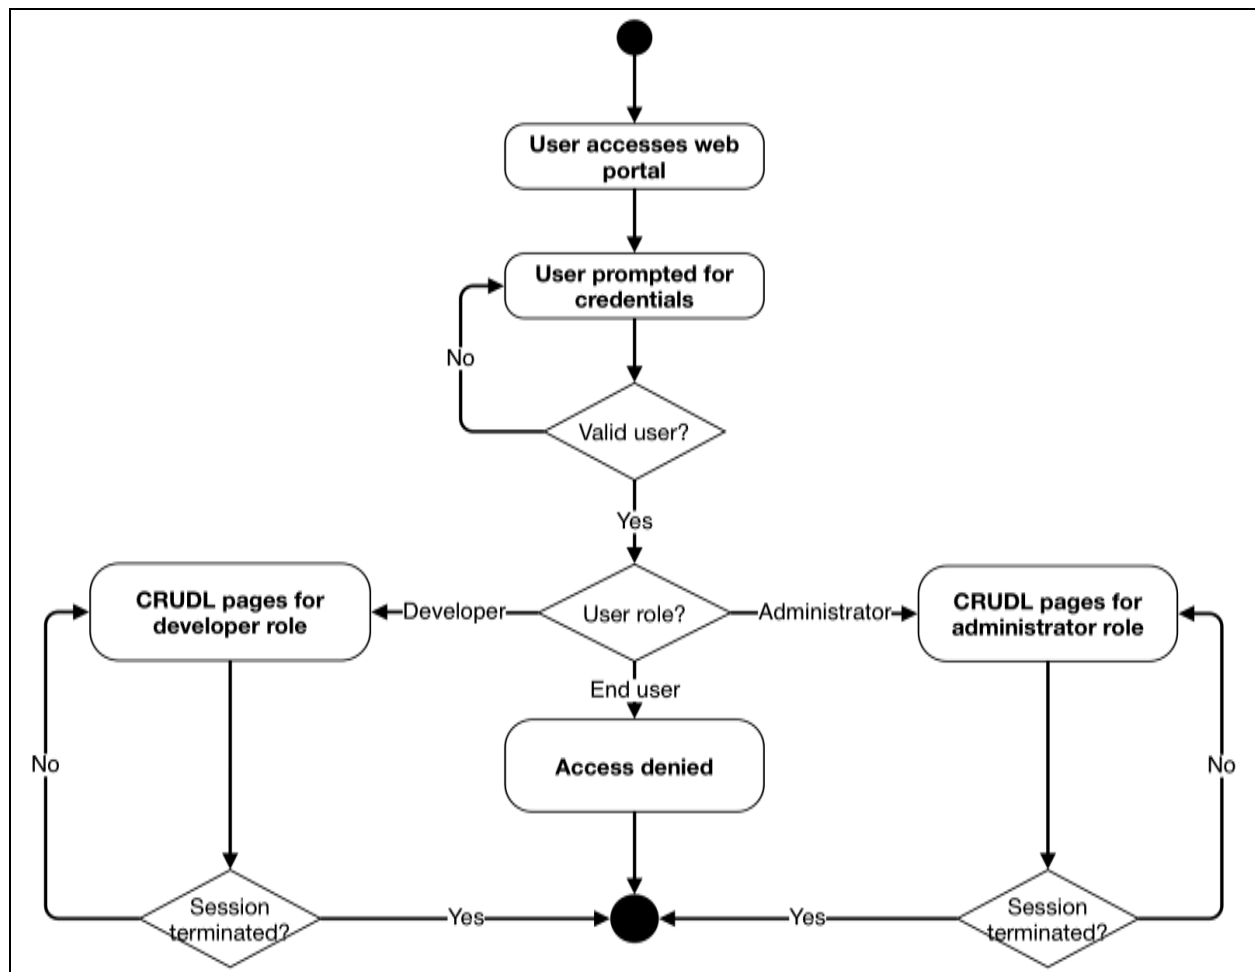 User accesses web
portal
User prompted for
credentials
No
Valid user?
Yes
CRUDL pages for
developer role
Developer
User role?
Administrator
CRUDL pages for
administrator role
End user
Access denied
No
No
Session
terminated?
Yes
Yes
Session
terminated?